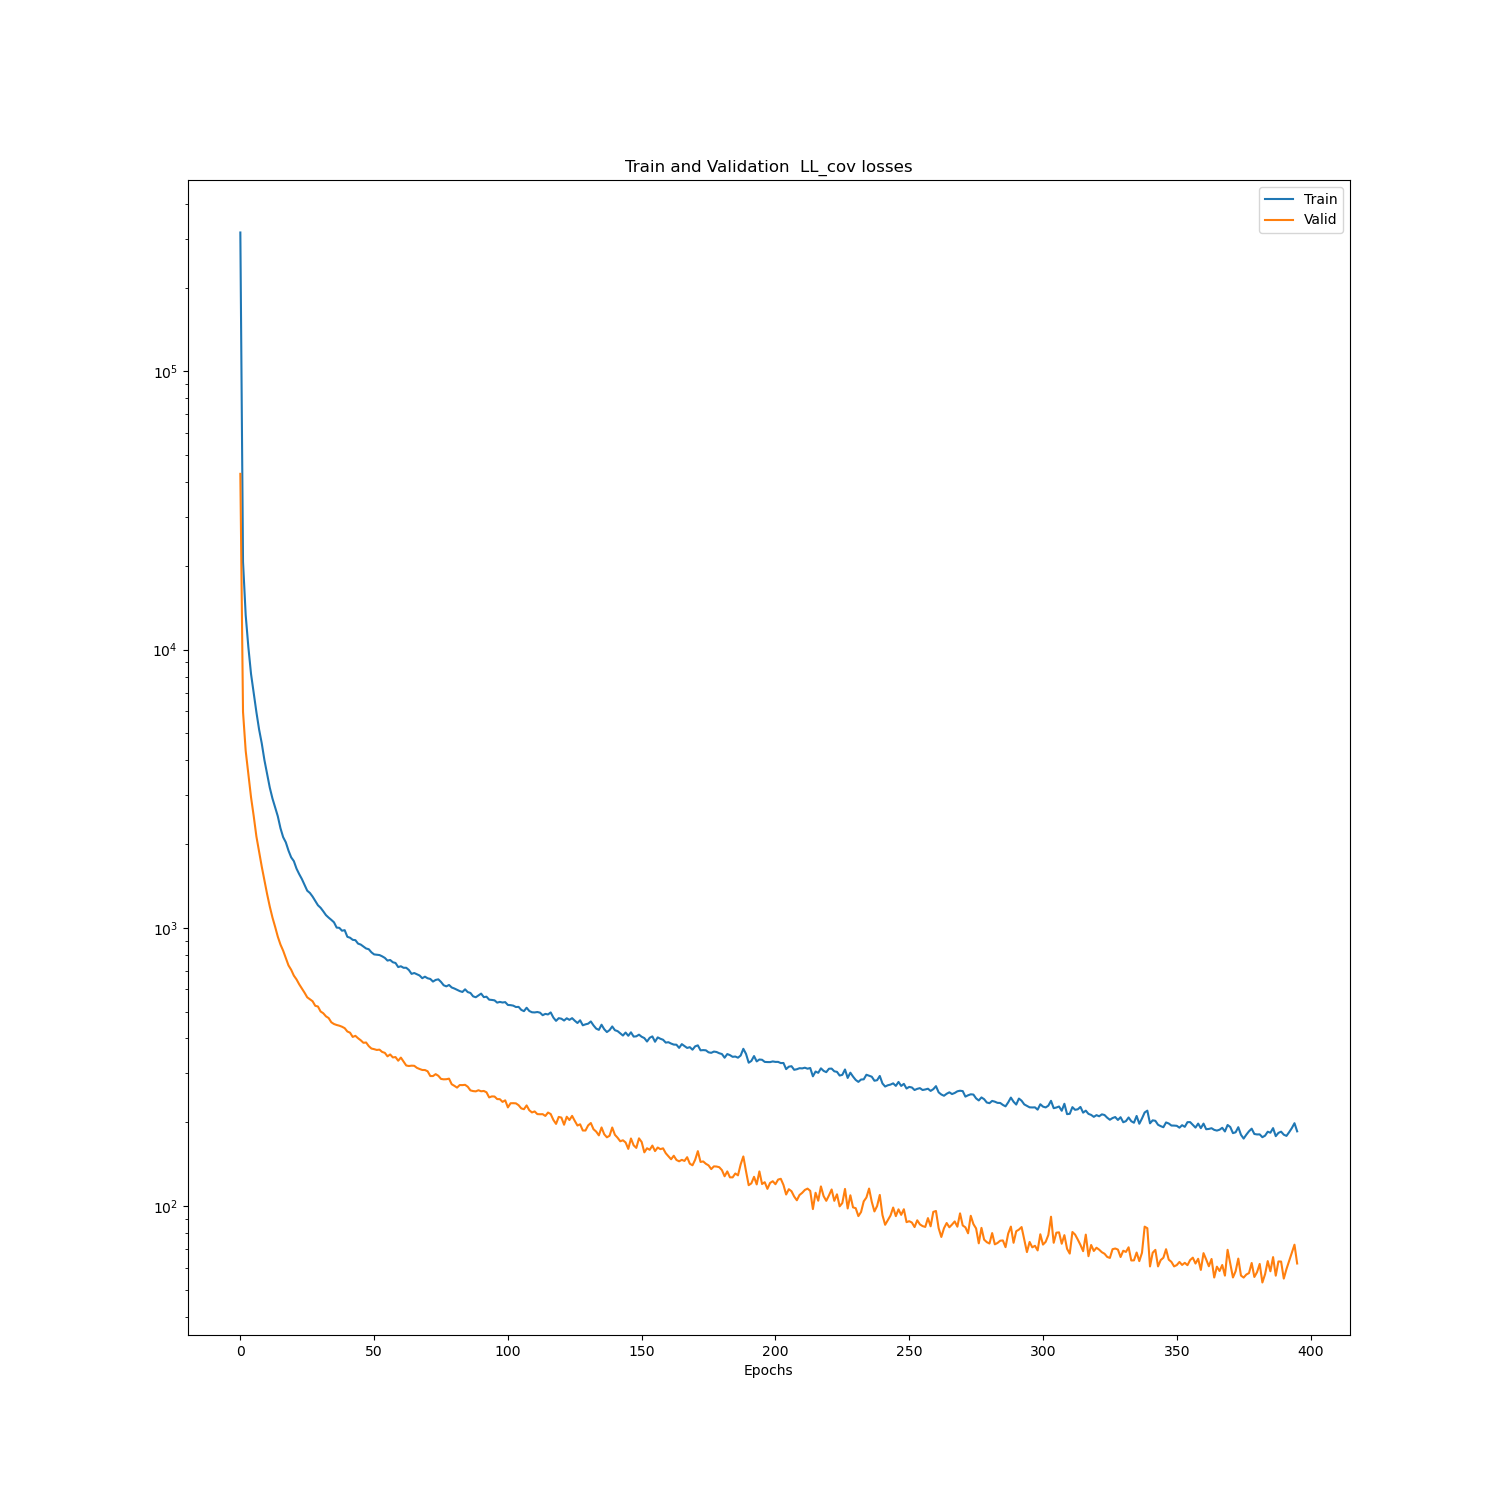 Train and Validation  LL_cov losses
Train
Valid
10^5
10^4
10^3
10^2
0 50 100 150 200 250 300 350 400
Epochs